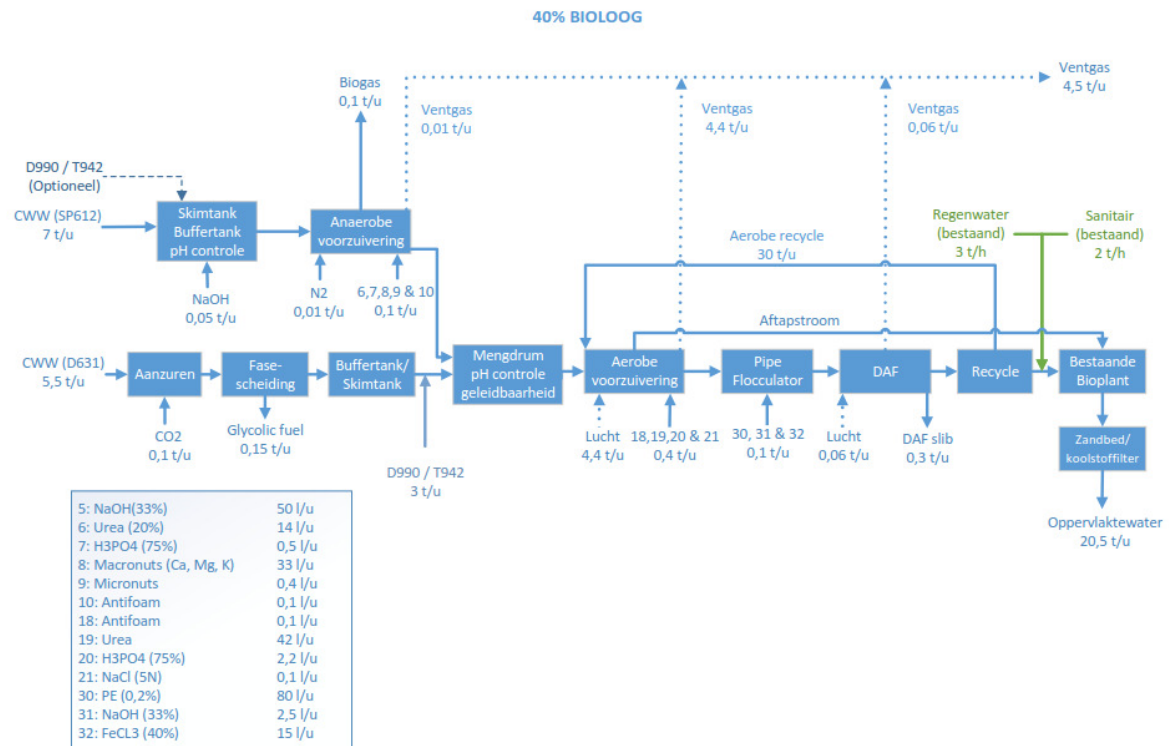 40% BIOLOOG
Biogas
0,1 t/u
Ventgas
0,01 t/u
Ventgas
4,4 t/u
Ventgas
0,06 t/u
Ventgas
4,5 t/u
D990 / T942
(Optioneel)
CWW (SP612)
7 t/u
Skimtank
Buffertank
pH controle
Anaerobe
voorzuivering
NaOH
0,05 t/u
N2
0,01 t/u
6,7,8,9 & 10
0,1 t/u
Aerobe recycle
30 t/u
Regenwater
(bestaand)
3 t/h
Sanitair
(bestaand)
2 t/h
Aftapstroom
CWW (D631)
5,5 t/u
Aanzuren
Fase-
scheiding
Buffertank/
Skimtank
Mengdrum
pH controle
geleidbaarheid
Aerobe
voorzuivering
Pipe
Flocculator
DAF
Recycle
Bestaande
Bioplant
CO2
0,1 t/u
Glycolic fuel
0,15 t/u
D990 / T942
3 t/u
Lucht
4,4 t/u
18,19,20 & 21
0,4 t/u
30, 31 & 32
0,1 t/u
Lucht
0,06 t/u
DAF slib
0,3 t/u
Zandbed/
koolstoffilter
Oppervlaktewater
20,5 t/u
5: NaOH(33%) 50 l/u
6: Urea (20%) 14 l/u
7: H3PO4 (75%) 0,5 l/u
8: Macronuts (Ca, Mg, K) 33 l/u
9: Micronuts 0,4 l/u
10: Antifoam 0,1 l/u
18: Antifoam 0,1 l/u
19: Urea 42 l/u
20: H3PO4 (75%) 2,2 l/u
21: NaCl (5N) 0,1 l/u
30: PE (0,2%) 80 l/u
31: NaOH (33%) 2,5 l/u
32: FeCL3 (40%) 15 l/u